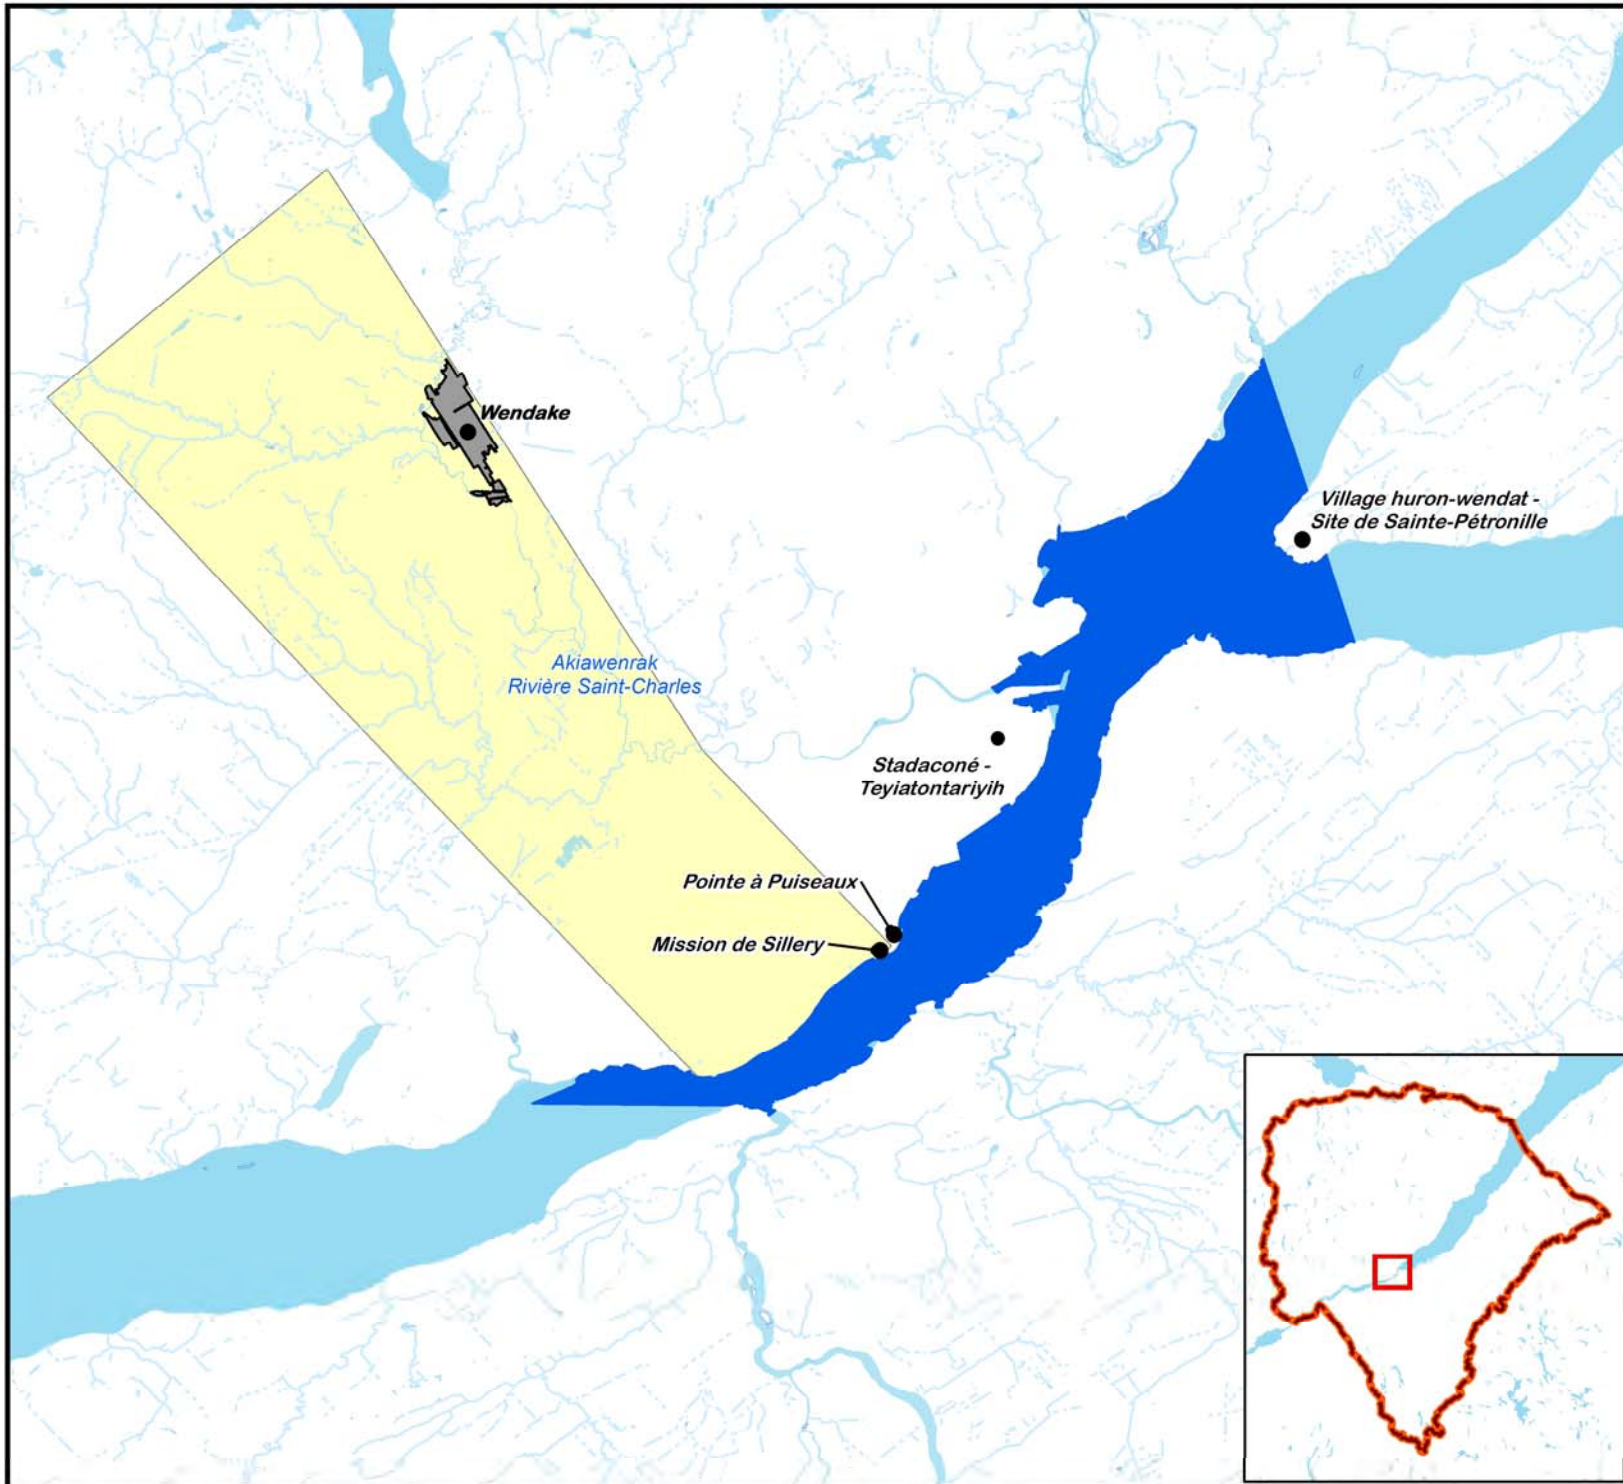 Wendake
Village huron-wendat -
Site de Sainte-Pétronille
Akiawenrak
Rivière Saint-Charles
Stadaconé -
Teyiatontariyih
Pointe à Puiseaux
Mission de Sillery